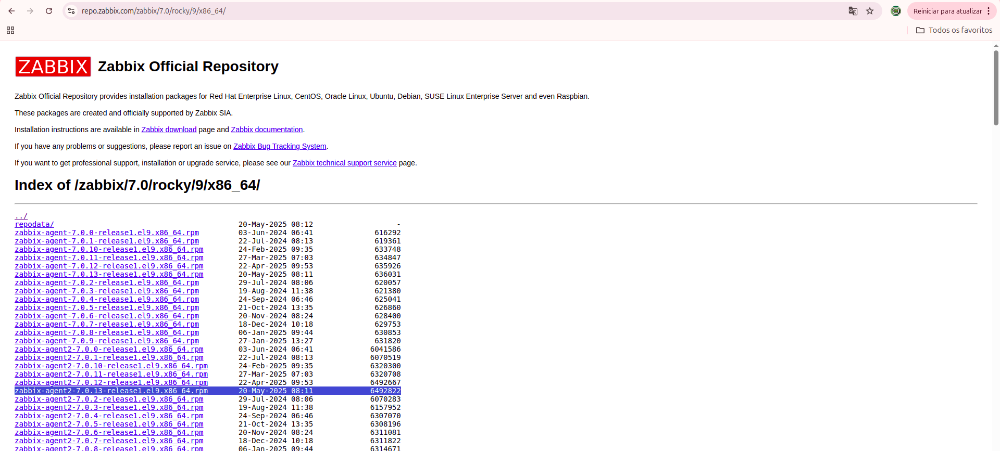 repo.zabbix.com/zabbix/7.0/rocky/9/x86_64/
Reiniciar para atualizar
Todos os favoritos
ZABBIX Zabbix Official Repository
Zabbix Official Repository provides installation packages for Red Hat Enterprise Linux, CentOS, Oracle Linux, Ubuntu, Debian, SUSE Linux Enterprise Server and even Raspbian.
These packages are created and officially supported by Zabbix SIA.
Installation instructions are available in Zabbix download page and Zabbix documentation.
If you have any problems or suggestions, please report an issue on Zabbix Bug Tracking System.
If you want to get professional support, installation or upgrade service, please see our Zabbix technical support service page.
Index of /zabbix/7.0/rocky/9/x86_64/
../
repodata/ 20-May-2025 08:12 -
zabbix-agent-7.0.0-release1.el9.x86_64.rpm 03-Jun-2024 06:41 616292
zabbix-agent-7.0.1-release1.el9.x86_64.rpm 22-Jul-2024 08:13 619361
zabbix-agent-7.0.10-release1.el9.x86_64.rpm 24-Feb-2025 09:35 633748
zabbix-agent-7.0.11-release1.el9.x86_64.rpm 27-Mar-2025 07:03 634847
zabbix-agent-7.0.12-release1.el9.x86_64.rpm 22-Apr-2025 09:53 635926
zabbix-agent-7.0.13-release1.el9.x86_64.rpm 20-May-2025 08:11 636031
zabbix-agent-7.0.2-release1.el9.x86_64.rpm 29-Jul-2024 08:06 620057
zabbix-agent-7.0.3-release1.el9.x86_64.rpm 19-Aug-2024 11:38 621380
zabbix-agent-7.0.4-release1.el9.x86_64.rpm 24-Sep-2024 06:46 625041
zabbix-agent-7.0.5-release1.el9.x86_64.rpm 21-Oct-2024 13:35 626860
zabbix-agent-7.0.6-release1.el9.x86_64.rpm 20-Nov-2024 08:24 628400
zabbix-agent-7.0.7-release1.el9.x86_64.rpm 18-Dec-2024 10:18 629753
zabbix-agent-7.0.8-release1.el9.x86_64.rpm 06-Jan-2025 09:44 630853
zabbix-agent-7.0.9-release1.el9.x86_64.rpm 27-Jan-2025 13:27 631820
zabbix-agent2-7.0.0-release1.el9.x86_64.rpm 03-Jun-2024 06:41 6041586
zabbix-agent2-7.0.1-release1.el9.x86_64.rpm 22-Jul-2024 08:13 6070519
zabbix-agent2-7.0.10-release1.el9.x86_64.rpm 24-Feb-2025 09:35 6320300
zabbix-agent2-7.0.11-release1.el9.x86_64.rpm 27-Mar-2025 07:03 6320708
zabbix-agent2-7.0.12-release1.el9.x86_64.rpm 22-Apr-2025 09:53 6492667
zabbix-agent2-7.0.13-release1.el9.x86_64.rpm 20-May-2025 08:11 6492822
zabbix-agent2-7.0.2-release1.el9.x86_64.rpm 29-Jul-2024 08:06 6070283
zabbix-agent2-7.0.3-release1.el9.x86_64.rpm 19-Aug-2024 11:38 6157952
zabbix-agent2-7.0.4-release1.el9.x86_64.rpm 24-Sep-2024 06:46 6307070
zabbix-agent2-7.0.5-release1.el9.x86_64.rpm 21-Oct-2024 13:35 6308196
zabbix-agent2-7.0.6-release1.el9.x86_64.rpm 20-Nov-2024 08:24 6311081
zabbix-agent2-7.0.7-release1.el9.x86_64.rpm 18-Dec-2024 10:18 6311822
zabbix-agent2-7.0.8-release1.el9.x86_64.rpm 06-Jan-2025 09:44 6314671